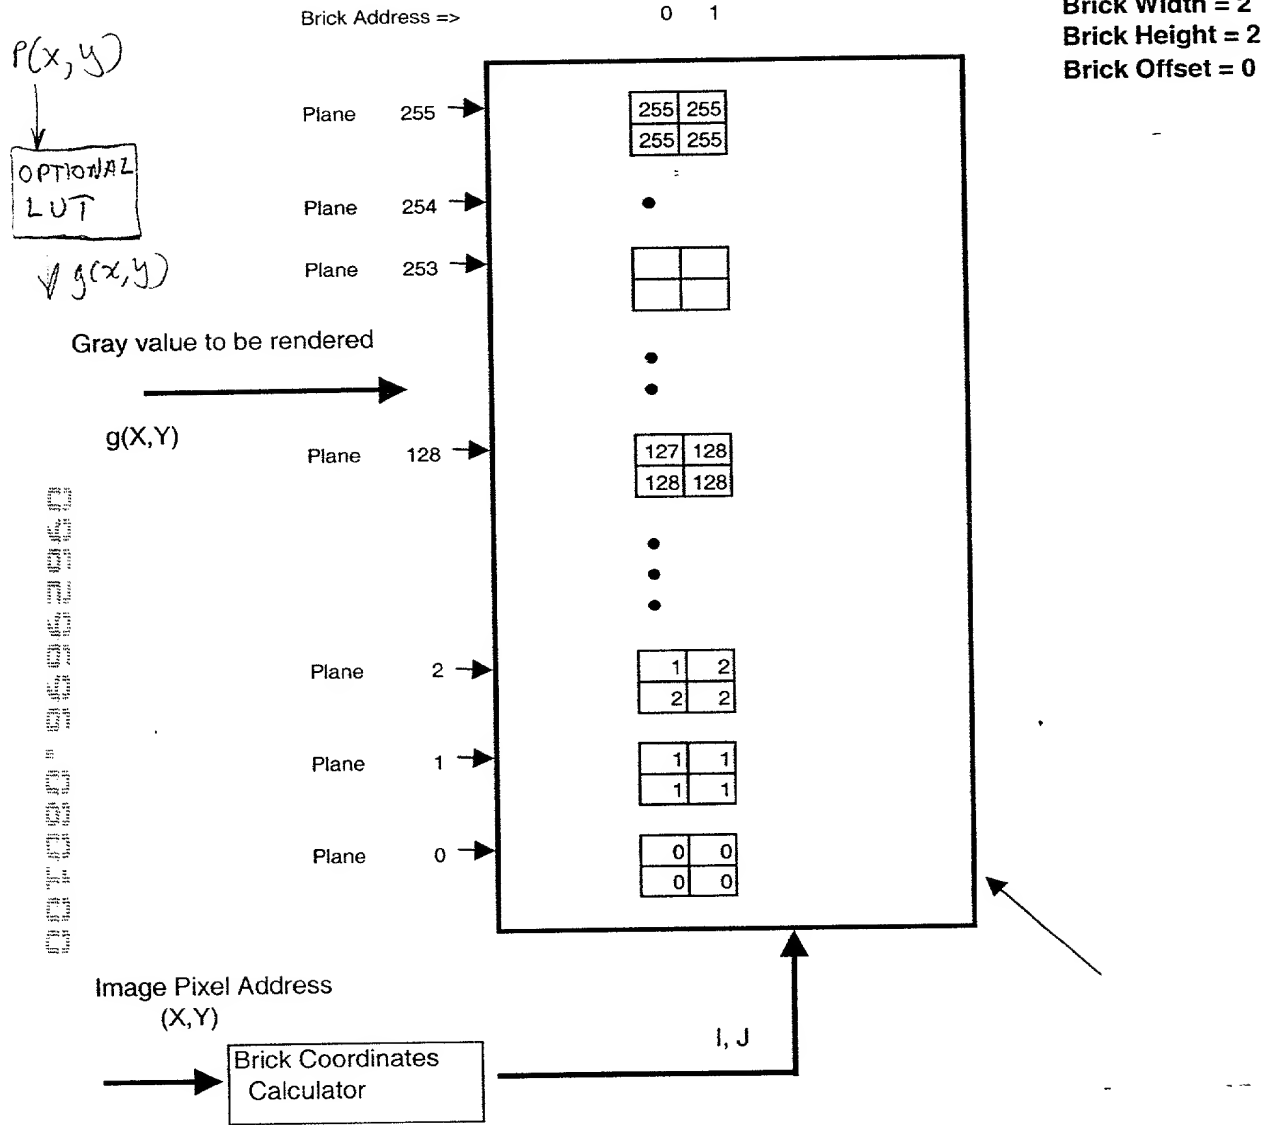 Brick Address =>
0 1
Brick Width = 2
Brick Height = 2
Brick Offset = 0
P(x,y)
OPTIONAL
LUT
g(x,y)
Plane 255
255 255
255 255
Plane 254
Plane 253
Gray value to be rendered
g(X,Y)
Plane 128
127 128
128 128
Plane 2
1 2
2 2
Plane 1
1 1
1 1
Plane 0
0 0
0 0
Image Pixel Address
(X,Y)
Brick Coordinates
Calculator
I, J